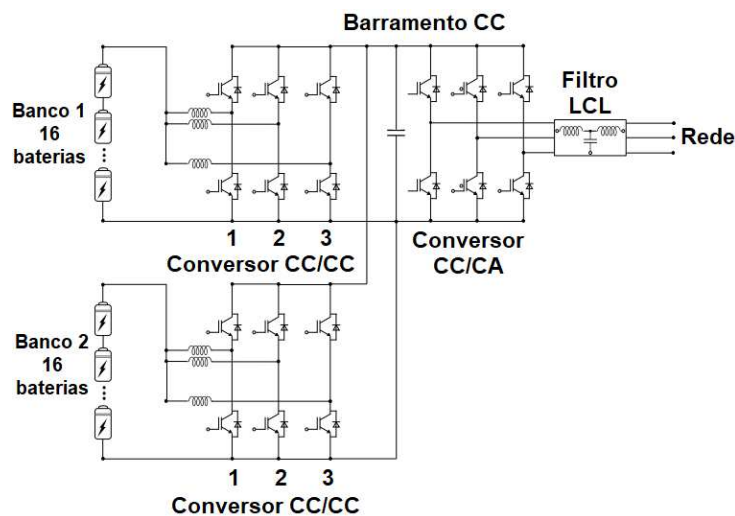 Barramento CC
Filtro
LCL
Banco 1
16
baterias
Rede
1 2 3
Conversor CC/CC
Conversor
CC/CA
Banco 2
16
baterias
1 2 3
Conversor CC/CC